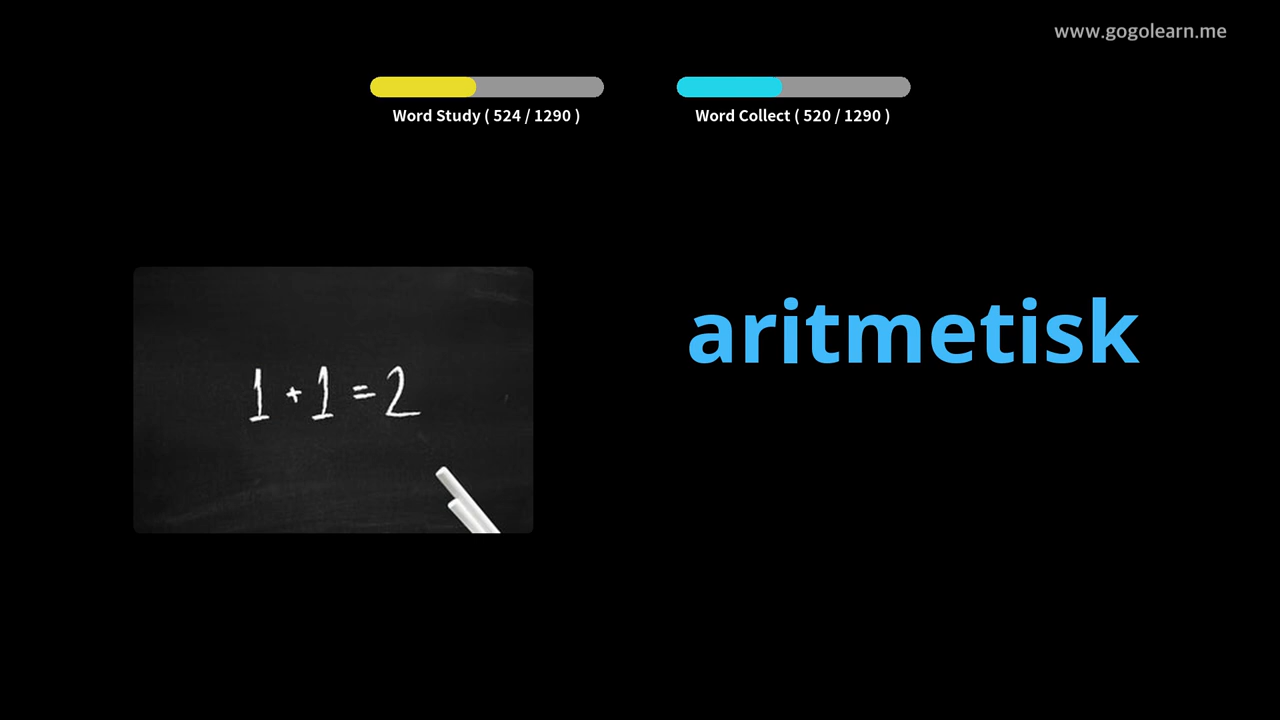 www.gogolearn.me
Word Study ( 524 / 1290 )
Word Collect ( 520 / 1290 )
aritmetisk
1 + 1 = 2